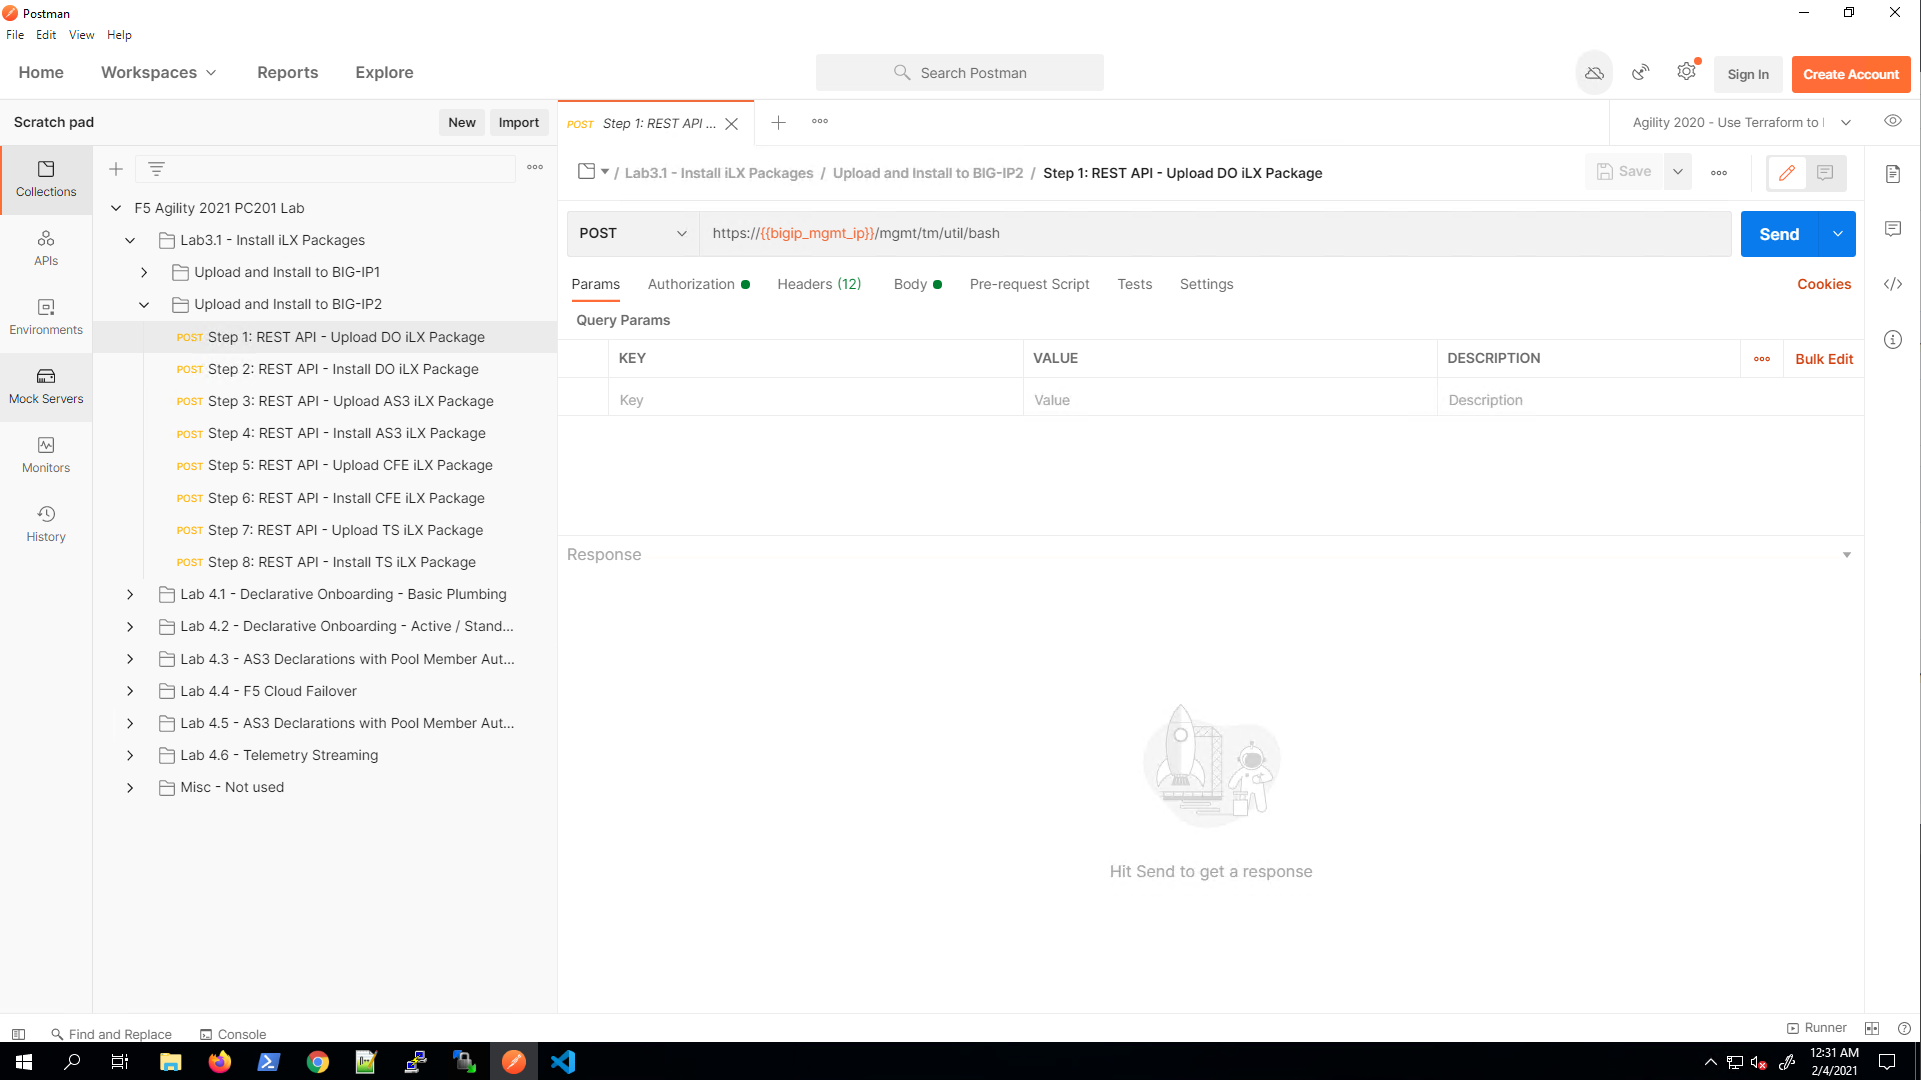 Postman
File Edit View Help
Home Workspaces Reports Explore
Search Postman
Sign In Create Account
Scratch pad New Import
POST Step 1: REST API ...
Agility 2020 - Use Terraform to
Collections
APIs
Environments
Mock Servers
Monitors
History
F5 Agility 2021 PC201 Lab
Lab3.1 - Install iLX Packages
Upload and Install to BIG-IP1
Upload and Install to BIG-IP2
POST Step 1: REST API - Upload DO iLX Package
POST Step 2: REST API - Install DO iLX Package
POST Step 3: REST API - Upload AS3 iLX Package
POST Step 4: REST API - Install AS3 iLX Package
POST Step 5: REST API - Upload CFE iLX Package
POST Step 6: REST API - Install CFE iLX Package
POST Step 7: REST API - Upload TS iLX Package
POST Step 8: REST API - Install TS iLX Package
Lab 4.1 - Declarative Onboarding - Basic Plumbing
Lab 4.2 - Declarative Onboarding - Active / Stand...
Lab 4.3 - AS3 Declarations with Pool Member Aut...
Lab 4.4 - F5 Cloud Failover
Lab 4.5 - AS3 Declarations with Pool Member Aut...
Lab 4.6 - Telemetry Streaming
Misc - Not used
/ Lab3.1 - Install iLX Packages / Upload and Install to BIG-IP2 / Step 1: REST API - Upload DO iLX Package
Save
POST https://{{bigip_mgmt_ip}}/mgmt/tm/util/bash
Send
Params Authorization Headers (12) Body Pre-request Script Tests Settings
Cookies
Query Params
KEY VALUE DESCRIPTION Bulk Edit
Key Value Description
Response
Hit Send to get a response
Find and Replace Console
Runner
12:31 AM
2/4/2021